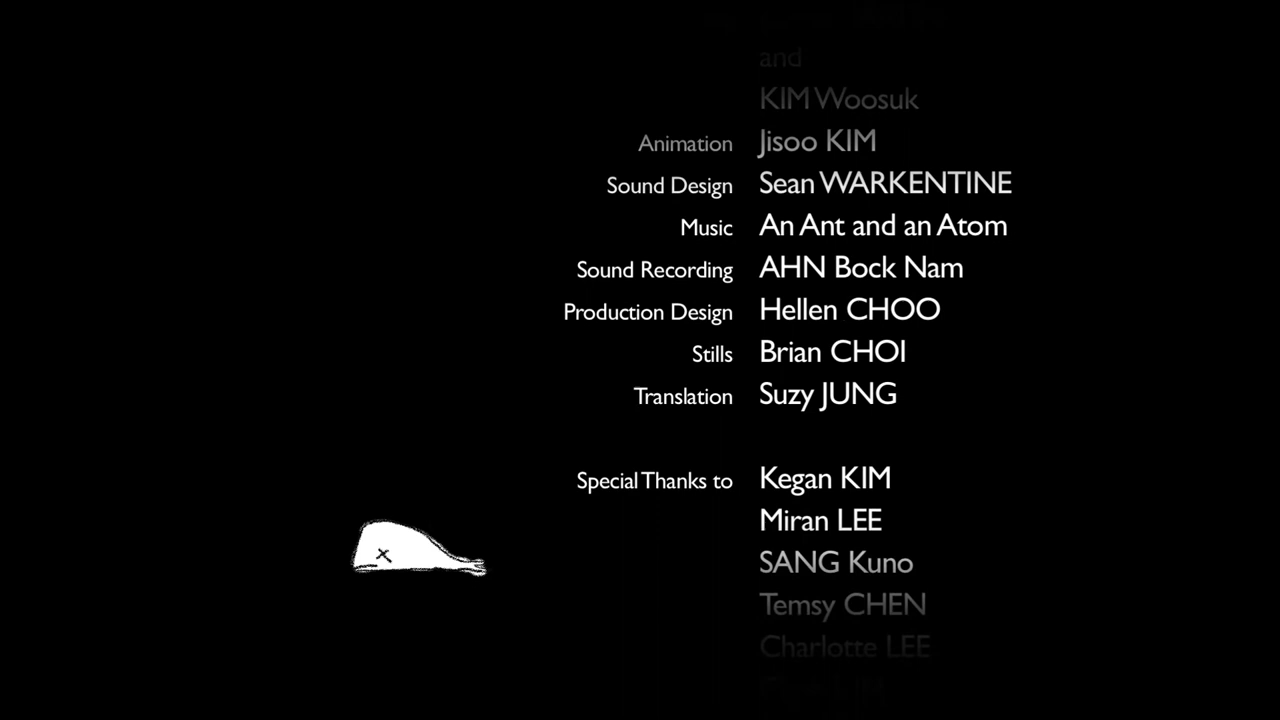 and
KIM Woosuk
Animation Jisoo KIM
Sound Design Sean WARKENTINE
Music An Ant and an Atom
Sound Recording AHN Bock Nam
Production Design Hellen CHOO
Stills Brian CHOI
Translation Suzy JUNG
Special Thanks to Kegan KIM
Miran LEE
SANG Kuno
Temsy CHEN
Charlotte LEE